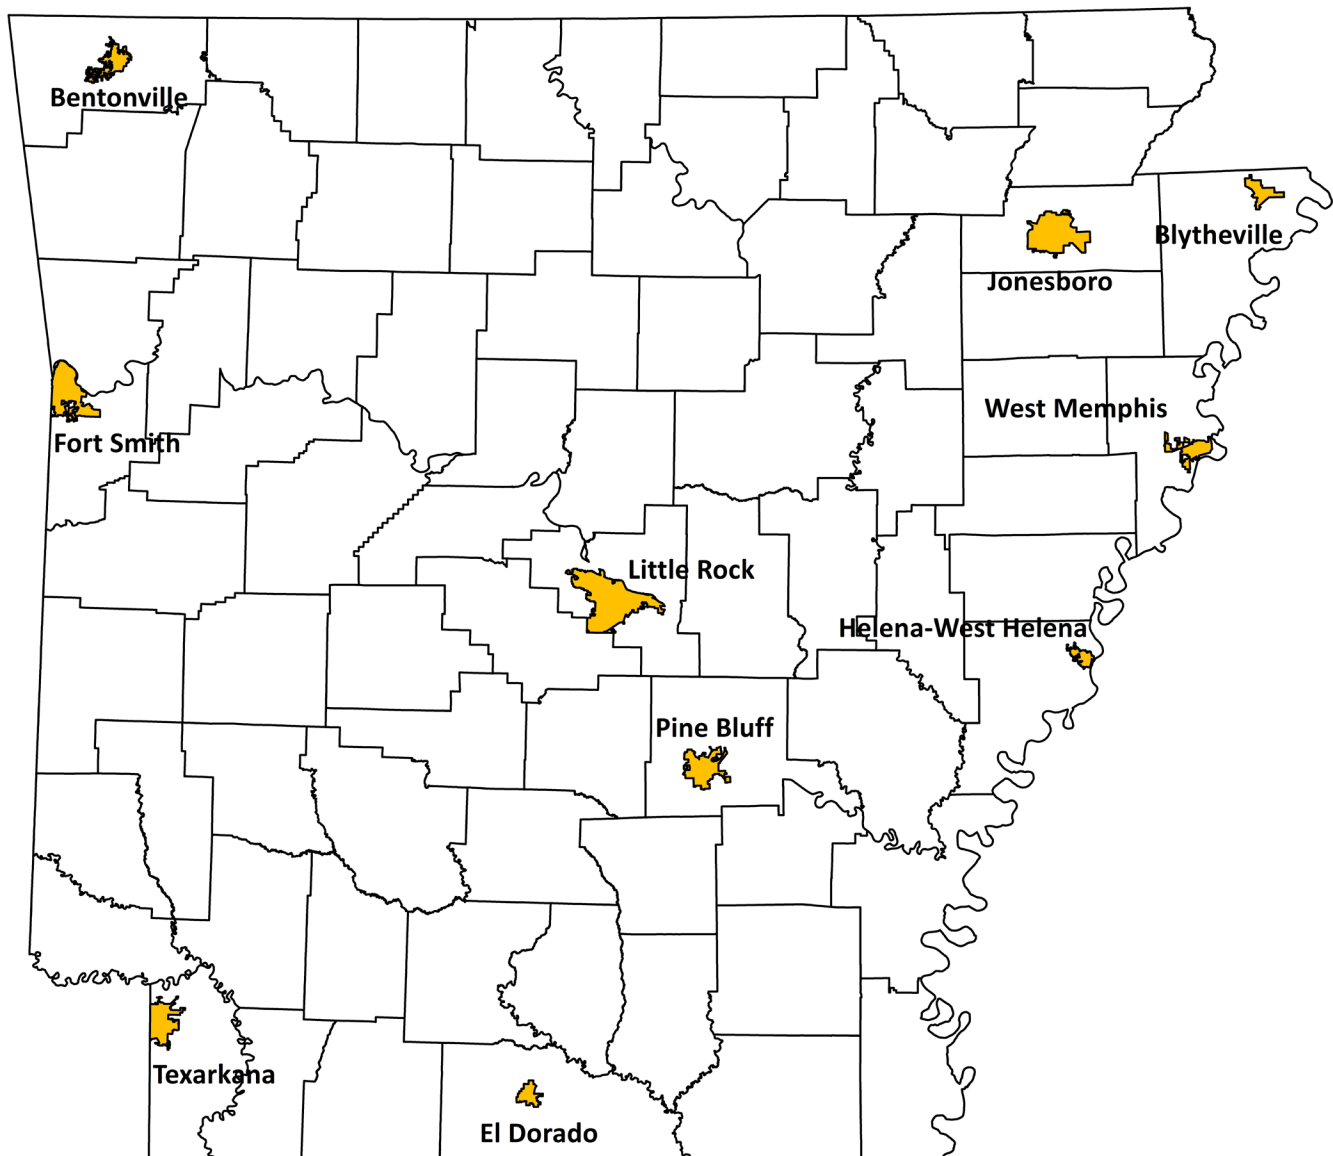 Bentonville
Blytheville
Jonesboro
West Memphis
Fort Smith
Little Rock
Helena-West Helena
Pine Bluff
Texarkana
El Dorado